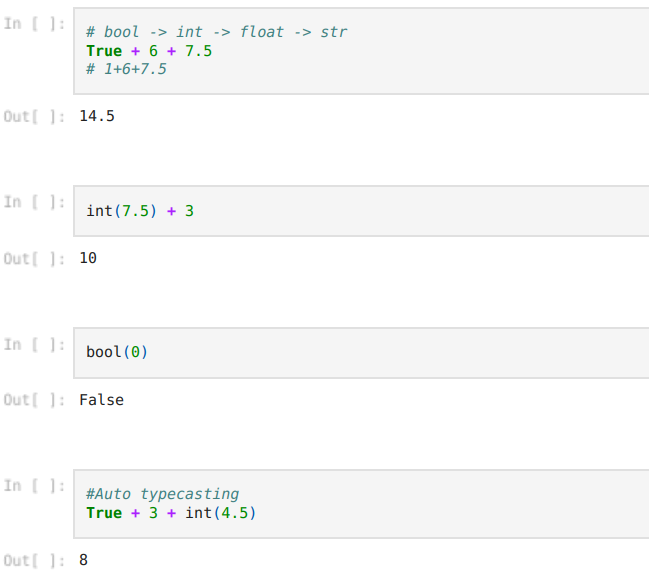 In [ ]:
# bool -> int -> float -> str
True + 6 + 7.5
# 1+6+7.5
Out[ ]: 14.5
In [ ]: int(7.5) + 3
Out[ ]: 10
In [ ]: bool(0)
Out[ ]: False
In [ ]:
#Auto typecasting
True + 3 + int(4.5)
Out[ ]: 8